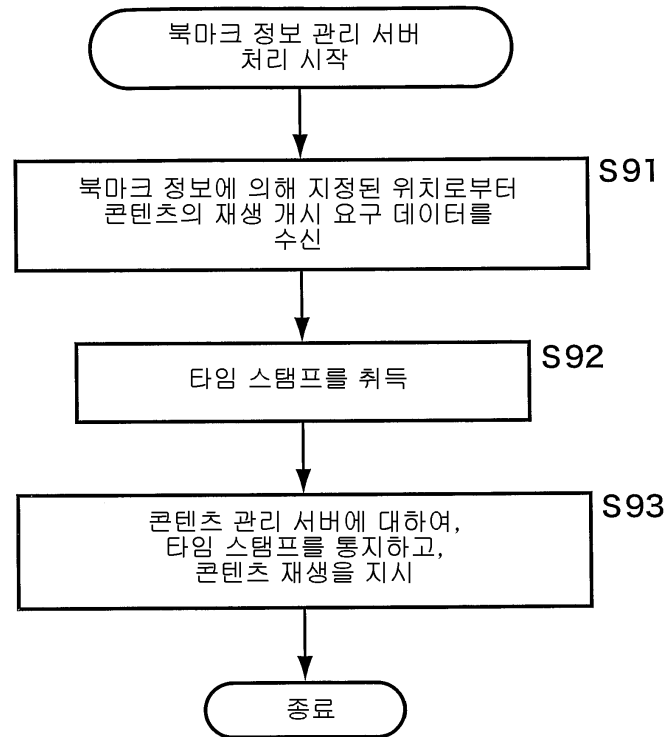 북마크 정보 관리 서버
처리 시작
S91
북마크 정보에 의해 지정된 위치로부터
콘텐츠의 재생 개시 요구 데이터를
수신
S92
타임 스탬프를 취득
S93
콘텐츠 관리 서버에 대하여,
타임 스탬프를 통지하고,
콘텐츠 재생을 지시
종료